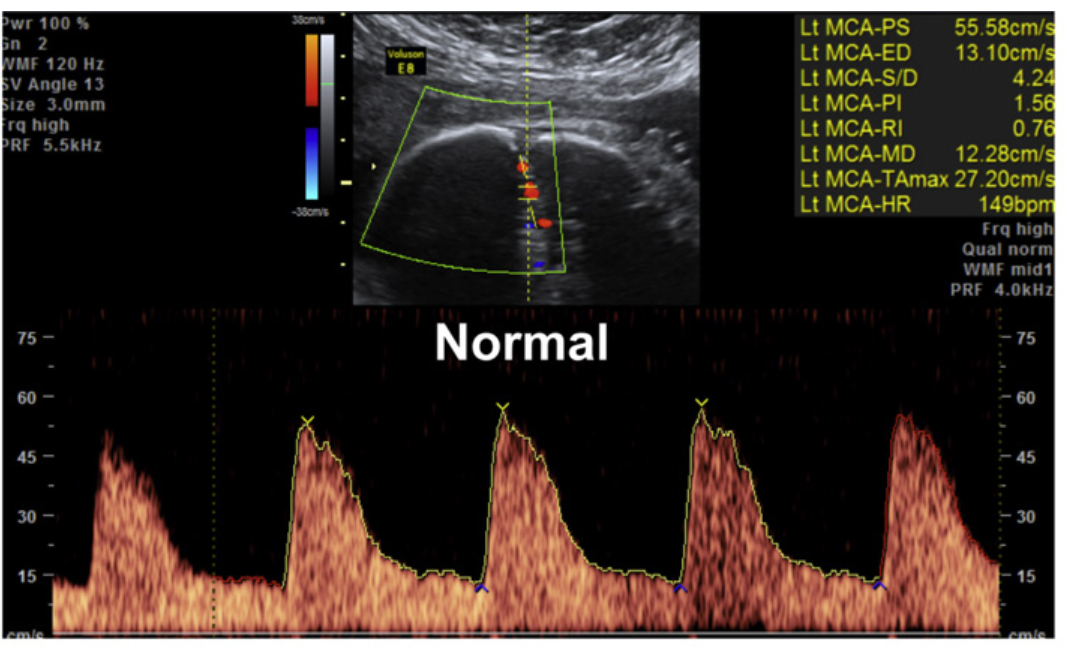 Pwr 100 %
Gn 2
WMF 120 Hz
SV Angle 13
Size 3.0mm
Frq high
PRF 5.5kHz
38cm/s
-38cm/s
Voluson
E8
Lt MCA-PS 55.58cm/s
Lt MCA-ED 13.10cm/s
Lt MCA-S/D 4.24
Lt MCA-PI 1.56
Lt MCA-RI 0.76
Lt MCA-MD 12.28cm/s
Lt MCA-TAmax 27.20cm/s
Lt MCA-HR 149bpm
Frq high
Qual norm
WMF mid1
PRF 4.0kHz
Normal
75
60
45
30
15
cm/s
75
60
45
30
15
cm/s